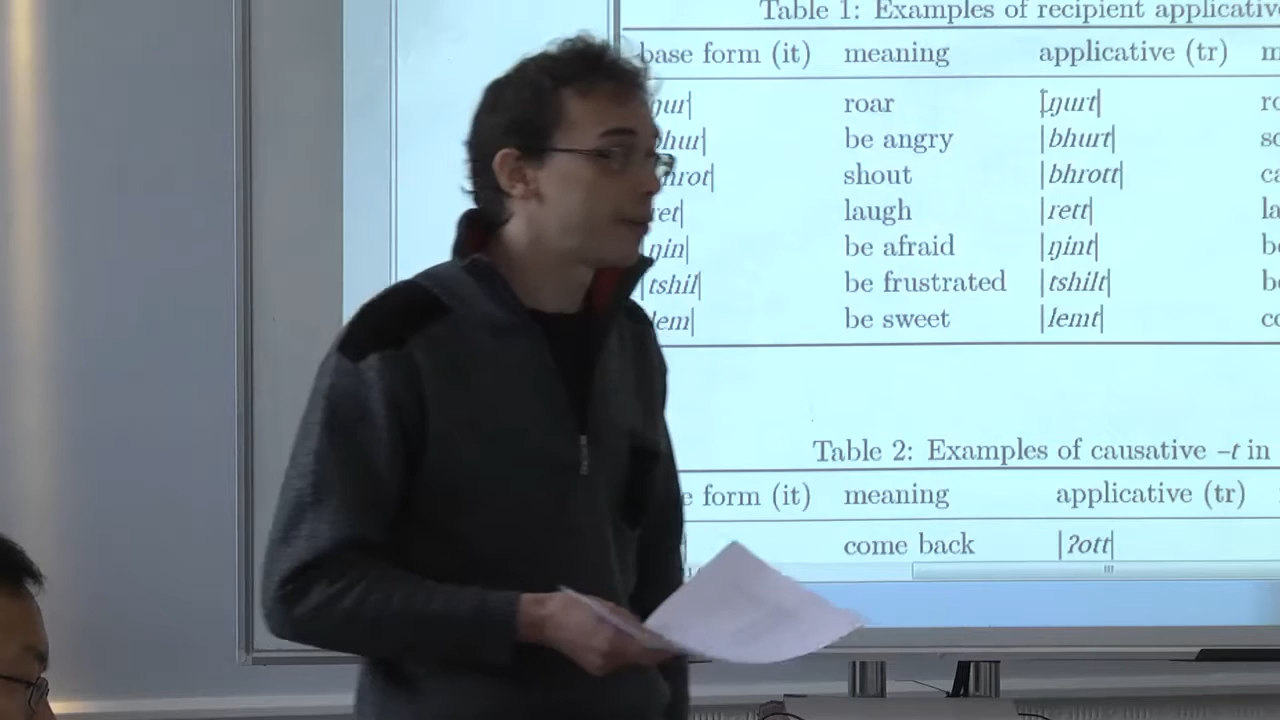 Table 1: Examples of recipient applicative
base form (it) meaning applicative (tr)
roar |ŋurt|
be angry |bhurt|
shout |bhrott|
laugh |rett|
|ŋin| be afraid |ŋint|
|tshil| be frustrated |tshilt|
be sweet |lemt|
Table 2: Examples of causative –t in
form (it) meaning applicative (tr)
come back |ʔott|